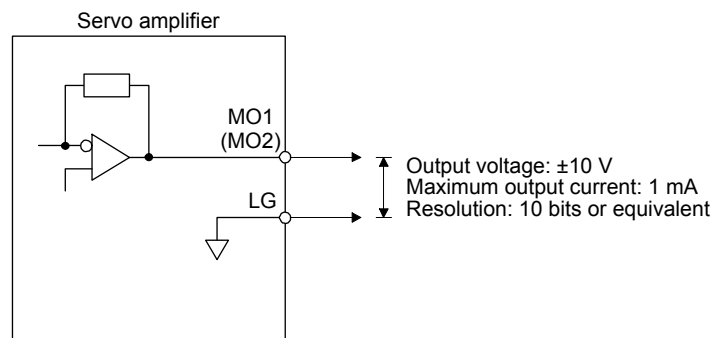 Servo amplifier
MO1
(MO2)
LG
Output voltage: ±10 V
Maximum output current: 1 mA
Resolution: 10 bits or equivalent